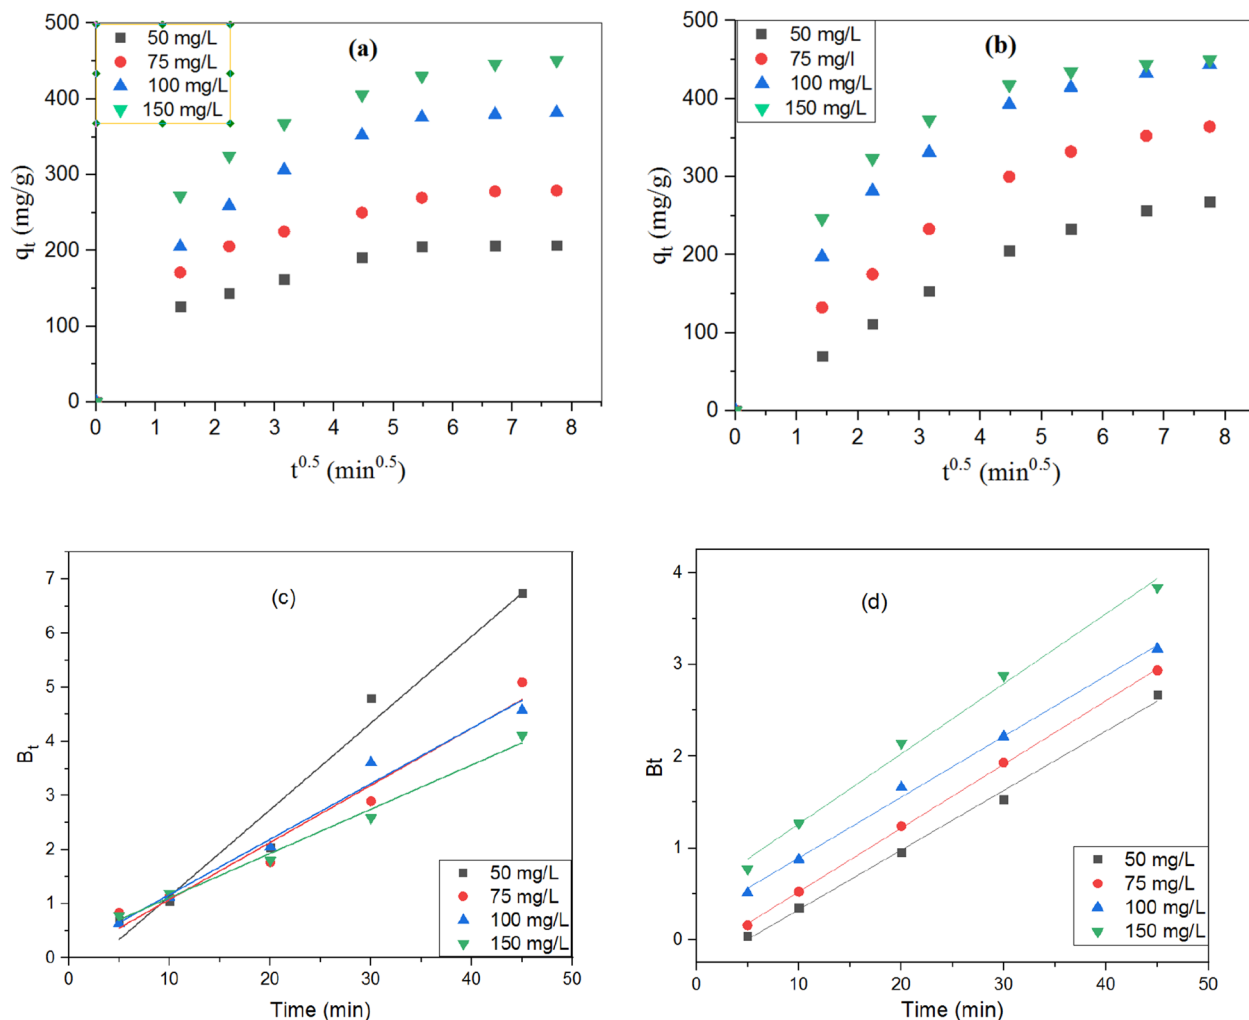 (a)
50 mg/L
75 mg/L
100 mg/L
150 mg/L
500
400
300
200
100
0
qt (mg/g)
0 1 2 3 4 5 6 7 8
t0.5 (min0.5)
(b)
50 mg/L
75 mg/l
100 mg/L
150 mg/L
500
400
300
200
100
0
qt (mg/g)
0 1 2 3 4 5 6 7 8
t0.5 (min0.5)
(c)
7
6
5
4
3
2
1
0
Bt
50 mg/L
75 mg/L
100 mg/L
150 mg/L
0 10 20 30 40 50
Time (min)
(d)
4
3
2
1
0
Bt
50 mg/L
75 mg/L
100 mg/L
150 mg/L
0 10 20 30 40 50
Time (min)